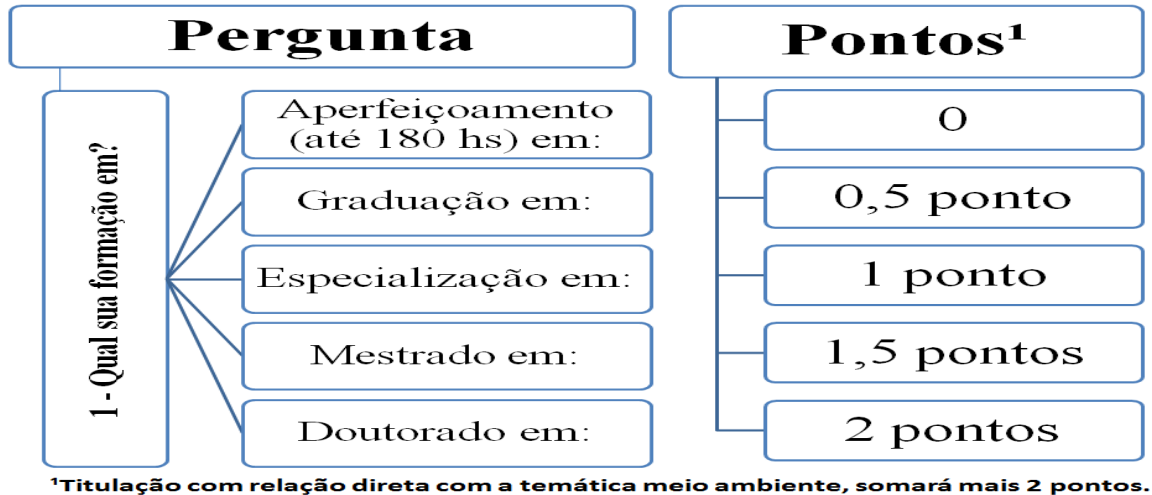 Pergunta
Pontos¹
1 - Qual sua formação em?
Aperfeiçoamento
(até 180 hs) em:
0
Graduação em:
0,5 ponto
Especialização em:
1 ponto
Mestrado em:
1,5 pontos
Doutorado em:
2 pontos
¹Titulação com relação direta com a temática meio ambiente, somará mais 2 pontos.